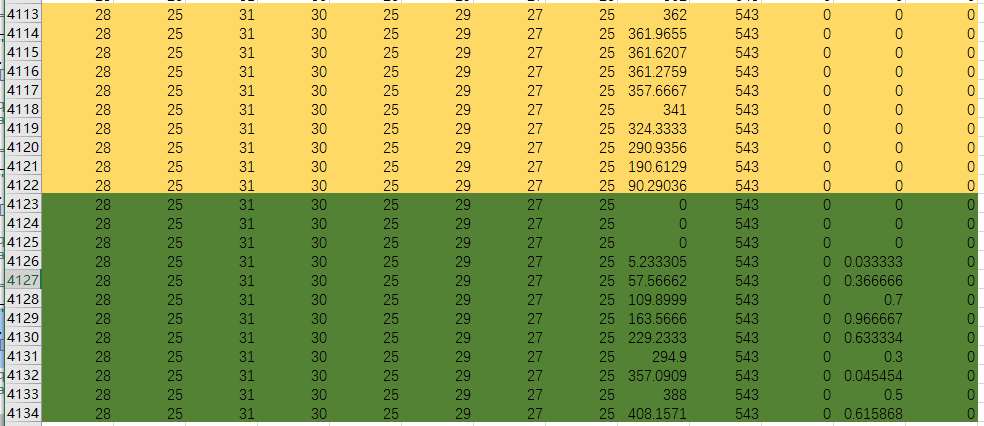 4113 28 25 31 30 25 29 27 25 362 543 0 0 0
4114 28 25 31 30 25 29 27 25 361.9655 543 0 0 0
4115 28 25 31 30 25 29 27 25 361.6207 543 0 0 0
4116 28 25 31 30 25 29 27 25 361.2759 543 0 0 0
4117 28 25 31 30 25 29 27 25 357.6667 543 0 0 0
4118 28 25 31 30 25 29 27 25 341 543 0 0 0
4119 28 25 31 30 25 29 27 25 324.3333 543 0 0 0
4120 28 25 31 30 25 29 27 25 290.9356 543 0 0 0
4121 28 25 31 30 25 29 27 25 190.6129 543 0 0 0
4122 28 25 31 30 25 29 27 25 90.29036 543 0 0 0
4123 28 25 31 30 25 29 27 25 0 543 0 0 0
4124 28 25 31 30 25 29 27 25 0 543 0 0 0
4125 28 25 31 30 25 29 27 25 0 543 0 0 0
4126 28 25 31 30 25 29 27 25 5.233305 543 0 0.033333 0
4127 28 25 31 30 25 29 27 25 57.56662 543 0 0.366666 0
4128 28 25 31 30 25 29 27 25 109.8999 543 0 0.7 0
4129 28 25 31 30 25 29 27 25 163.5666 543 0 0.966667 0
4130 28 25 31 30 25 29 27 25 229.2333 543 0 0.633334 0
4131 28 25 31 30 25 29 27 25 294.9 543 0 0.3 0
4132 28 25 31 30 25 29 27 25 357.0909 543 0 0.045454 0
4133 28 25 31 30 25 29 27 25 388 543 0 0.5 0
4134 28 25 31 30 25 29 27 25 408.1571 543 0 0.615868 0